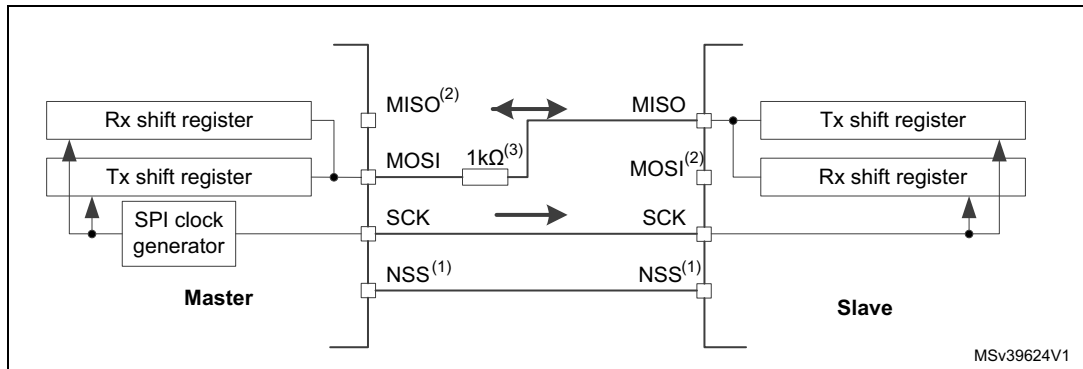 MISO(2) MISO
Rx shift register Tx shift register
MOSI 1kΩ(3) MOSI(2)
Tx shift register Rx shift register
SPI clock generator SCK SCK
NSS(1) NSS(1)
Master Slave
MSv39624V1